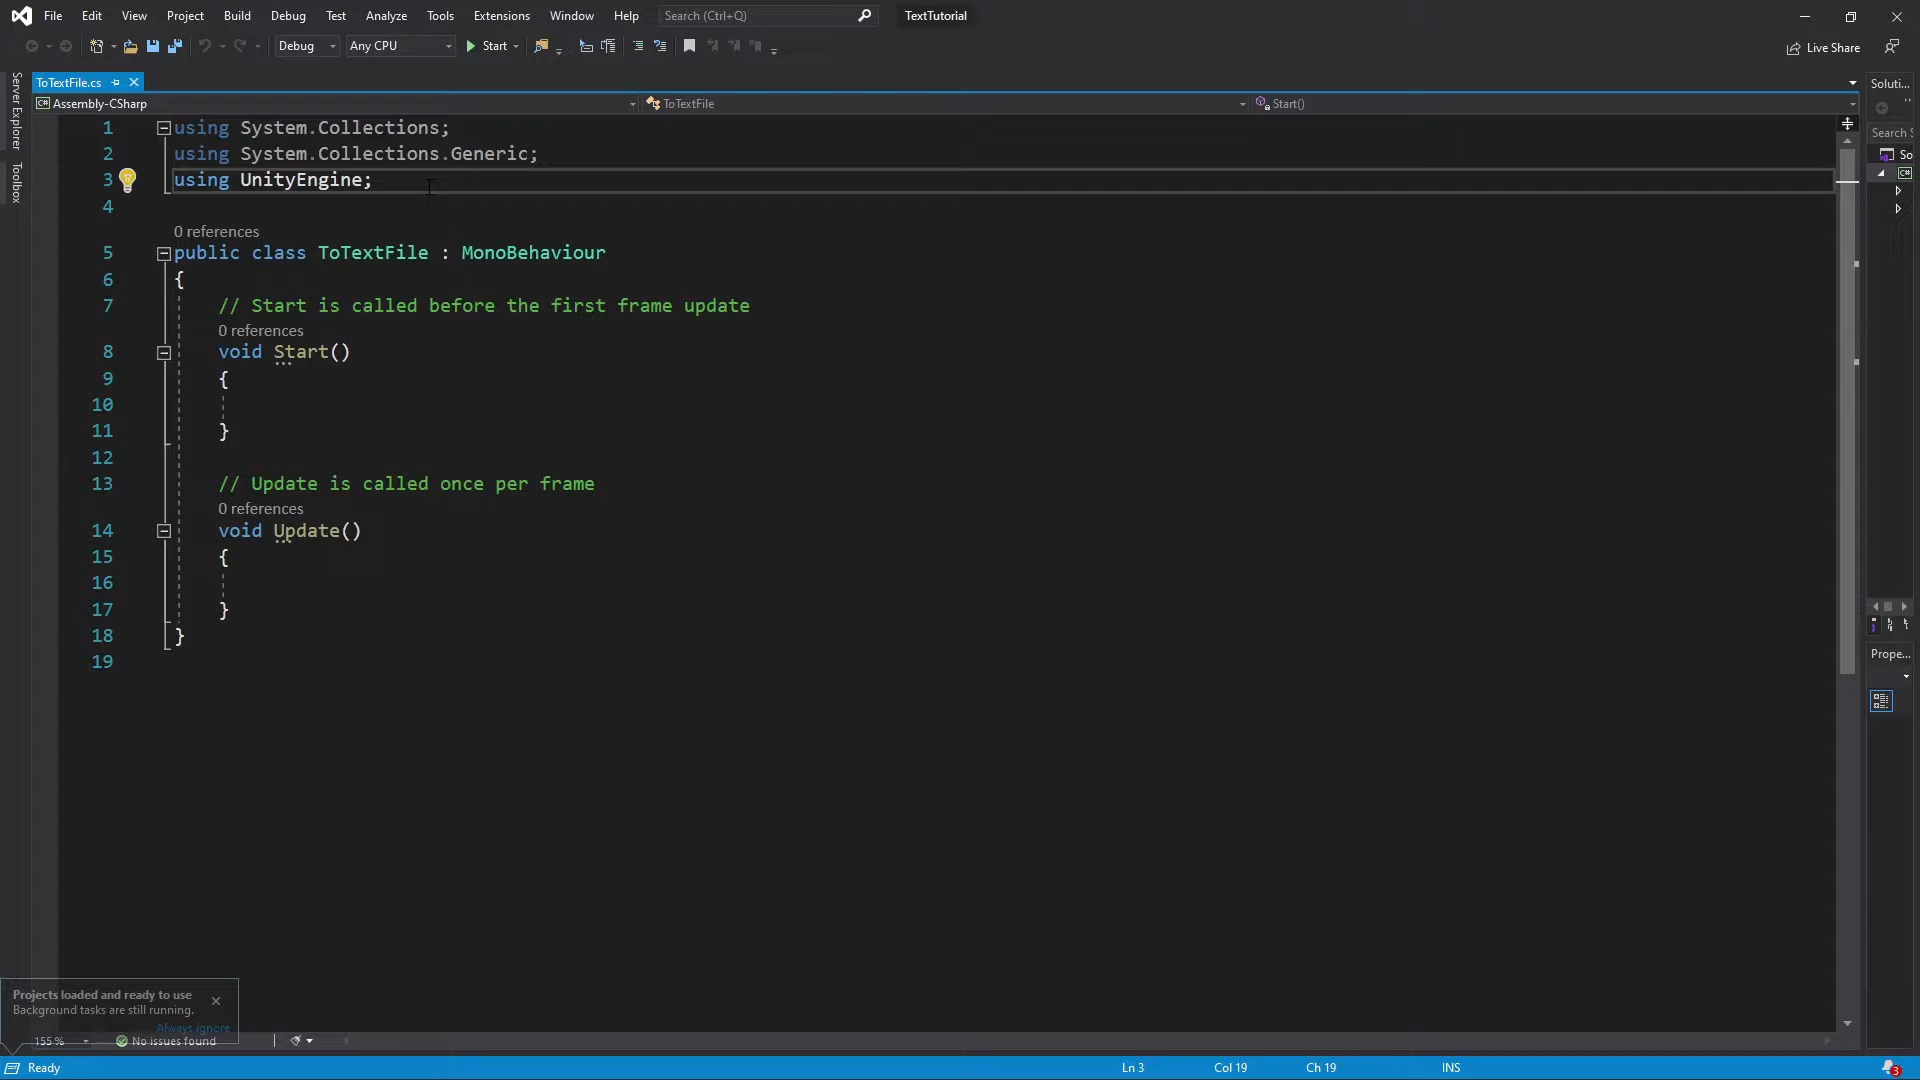 File Edit View Project Build Debug Test Analyze Tools Extensions Window Help Search (Ctrl+Q) TextTutorial
Debug Any CPU Start Live Share
ToTextFile.cs
Soluti...
Assembly-CSharp ToTextFile Start()
Server Explorer
Toolbox
Search S
So
1 using System.Collections;
2 using System.Collections.Generic;
3 using UnityEngine;
4
0 references
5 public class ToTextFile : MonoBehaviour
6 {
7 // Start is called before the first frame update
0 references
8 void Start()
9 {
10
11 }
12
13 // Update is called once per frame
0 references
14 void Update()
15 {
16
17 }
18 }
19
Prope...
Projects loaded and ready to use
Background tasks are still running.
Always ignore
155 % No issues found
Ready Ln 3 Col 19 Ch 19 INS 3